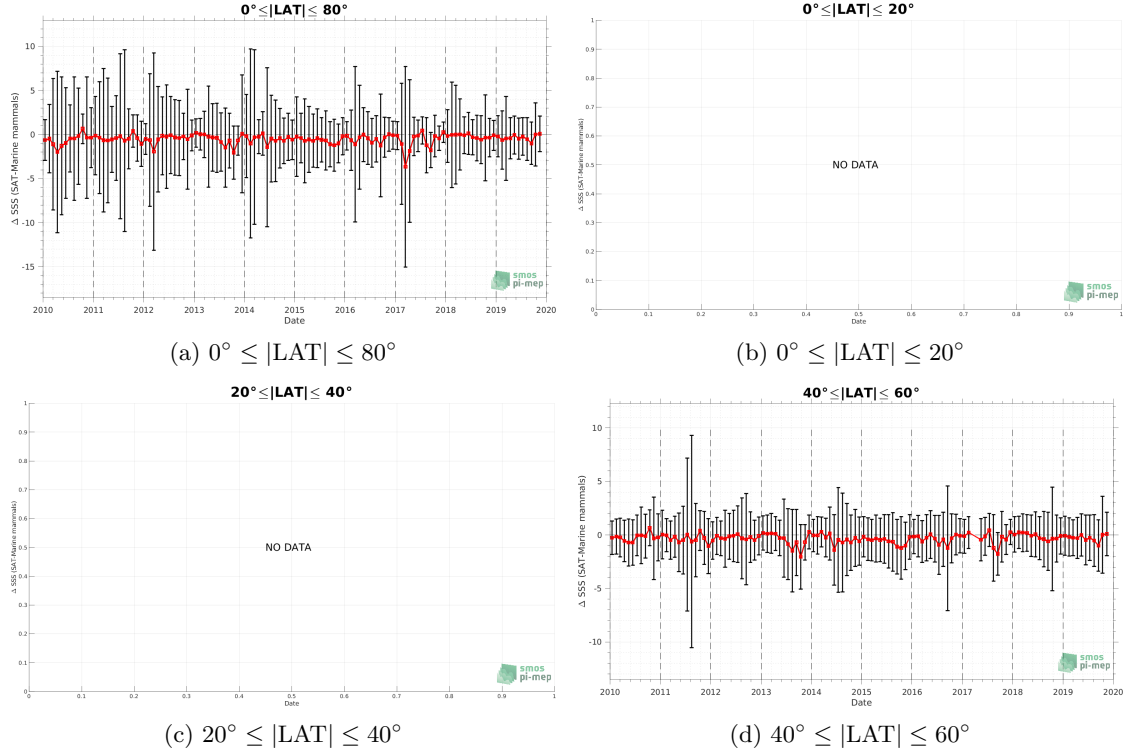 0°≤|LAT|≤ 80°
10
5
0
-5
-10
-15
Δ SSS (SAT-Marine mammals)
2010 2011 2012 2013 2014 2015 2016 2017 2018 2019 2020
Date
smos
pi-mep
(a) 0° ≤ |LAT| ≤ 80°
0°≤|LAT|≤ 20°
1
0.9
0.8
0.7
0.6
0.5
0.4
0.3
0.2
0.1
0
Δ SSS (SAT-Marine mammals)
NO DATA
0 0.1 0.2 0.3 0.4 0.5 0.6 0.7 0.8 0.9 1
Date
smos
pi-mep
(b) 0° ≤ |LAT| ≤ 20°
20°≤|LAT|≤ 40°
1
0.9
0.8
0.7
0.6
0.5
0.4
0.3
0.2
0.1
0
Δ SSS (SAT-Marine mammals)
NO DATA
0 0.1 0.2 0.3 0.4 0.5 0.6 0.7 0.8 0.9 1
Date
smos
pi-mep
(c) 20° ≤ |LAT| ≤ 40°
40°≤|LAT|≤ 60°
10
5
0
-5
-10
Δ SSS (SAT-Marine mammals)
2010 2011 2012 2013 2014 2015 2016 2017 2018 2019 2020
Date
smos
pi-mep
(d) 40° ≤ |LAT| ≤ 60°